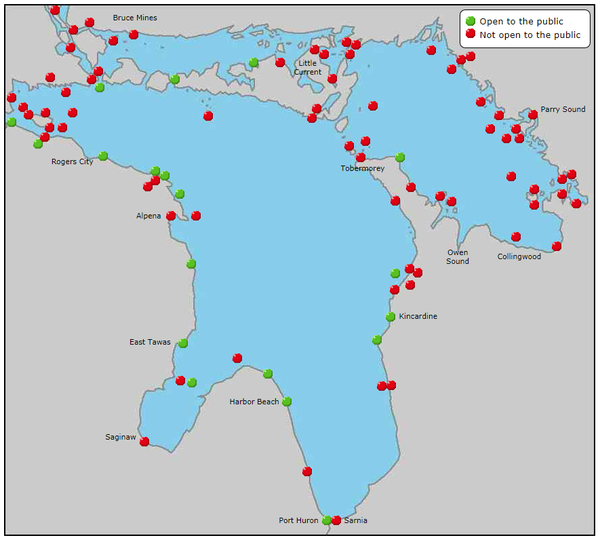 Bruce Mines
Open to the public
Not open to the public
Little
Current
Parry Sound
Rogers City
Tobermorey
Alpena
Owen
Sound
Collingwood
Kincardine
East Tawas
Harbor Beach
Saginaw
Port Huron
Sarnia